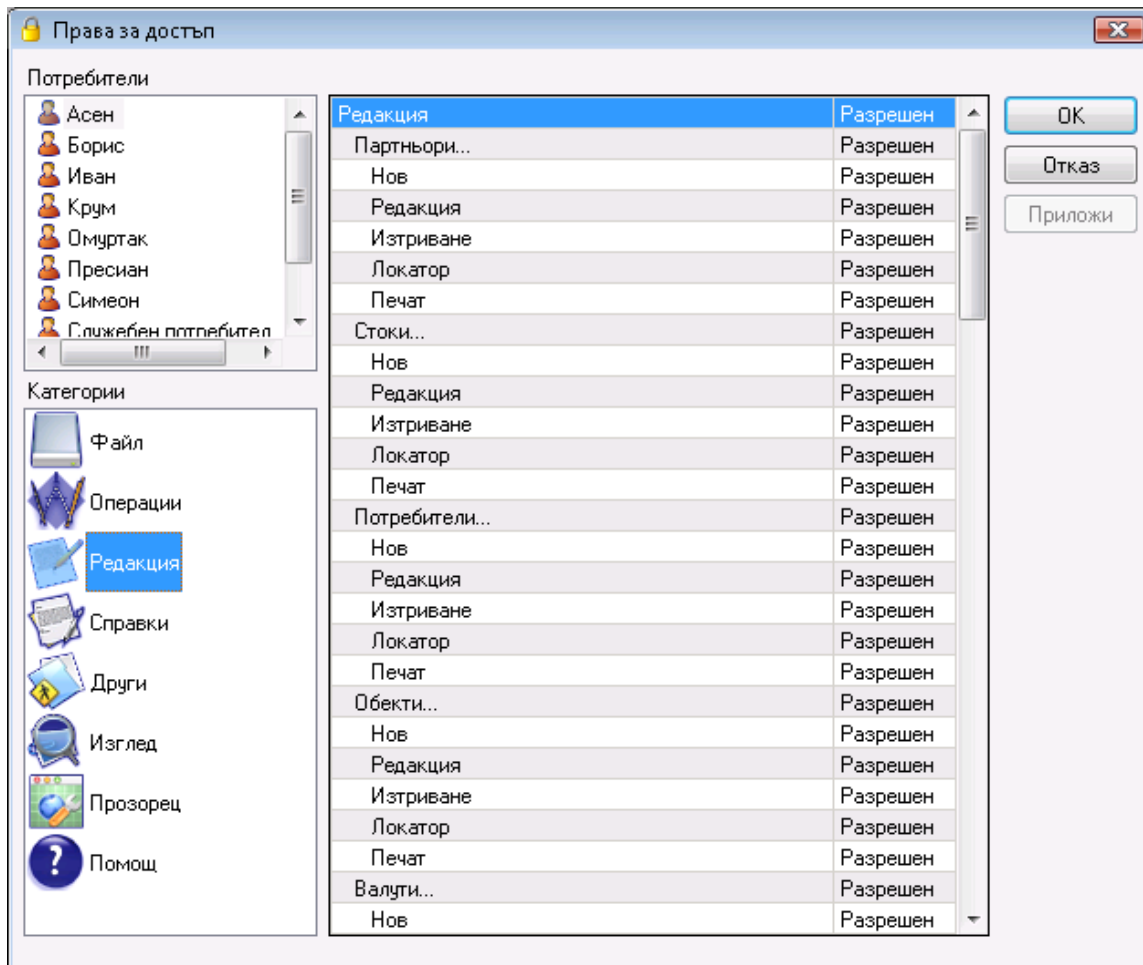 Права за достъп
Потребители
Асен
Борис
Иван
Крум
Омуртак
Пресиан
Симеон
Служебен потребител
Категории
Файл
Операции
Редакция
Справки
Други
Изглед
Прозорец
Помощ
Редакция Разрешен
Партньори... Разрешен
Нов Разрешен
Редакция Разрешен
Изтриване Разрешен
Локатор Разрешен
Печат Разрешен
Стоки... Разрешен
Нов Разрешен
Редакция Разрешен
Изтриване Разрешен
Локатор Разрешен
Печат Разрешен
Потребители... Разрешен
Нов Разрешен
Редакция Разрешен
Изтриване Разрешен
Локатор Разрешен
Печат Разрешен
Обекти... Разрешен
Нов Разрешен
Редакция Разрешен
Изтриване Разрешен
Локатор Разрешен
Печат Разрешен
Валути... Разрешен
Нов Разрешен
OK
Отказ
Приложи